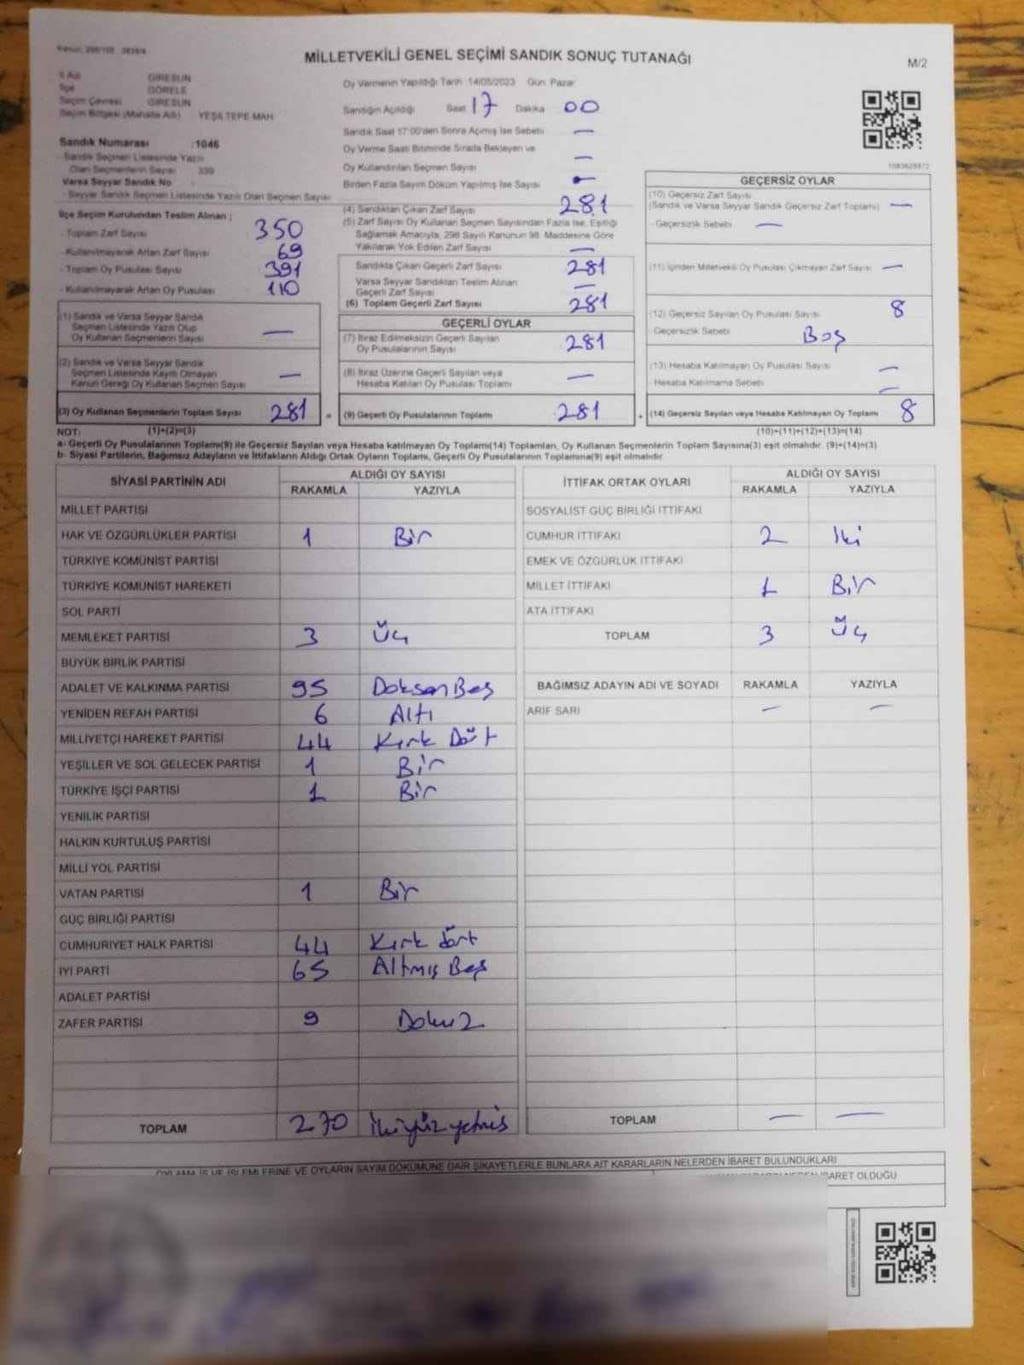 MİLLETVEKİLİ GENEL SEÇİMİ SANDIK SONUÇ TUTANAĞI
M/2
İl Adı GİRESUN
İlçe GÖRELE
Seçim Çevresi GİRESUN
Seçim Bölgesi (Mahalle Adı) YEŞİLTEPE MAH
Sandık Numarası :1046
- Sandık Seçmen Listesinde Yazılı
Olan Seçmenlerin Sayısı 339
Varsa Seyyar Sandık No
- Seyyar Sandık Seçmen Listesinde Yazılı Olan Seçmen Sayısı
İlçe Seçim Kurulundan Teslim Alınan ;
- Toplam Zarf Sayısı 350
- Kullanılmayarak Artan Zarf Sayısı 69
- Toplam Oy Pusulası Sayısı 391
- Kullanılmayarak Artan Oy Pusulası 110
(1) Sandık ve Varsa Seyyar Sandık
Seçmen Listesinde Yazılı Olup
Oy Kullanan Seçmenlerin Sayısı —
(2) Sandık ve Varsa Seyyar Sandık
Seçmen Listesinde Kayıtlı Olmayan
Kanun Gereği Oy Kullanan Seçmen Sayısı —
(3) Oy Kullanan Seçmenlerin Toplam Sayısı 281
Oy Vermenin Yapıldığı Tarih 14/05/2023 Gün Pazar
Sandığın Açıldığı Saat 17 Dakika 00
Sandık Saat 17:00'den Sonra Açılmış İse Sebebi —
Oy Verme Saati Bitiminde Sırada Bekleyen ve
Oy Kullandırılan Seçmen Sayısı —
Birden Fazla Sayım Döküm Yapılmış İse Sayısı —
(4) Sandıktan Çıkan Zarf Sayısı 281
(5) Zarf Sayısı Oy Kullanan Seçmen Sayısından Fazla İse, Eşitliği
Sağlamak Amacıyla, 298 Sayılı Kanunun 98. Maddesine Göre
Yakılarak Yok Edilen Zarf Sayısı —
Sandıkta Çıkan Geçerli Zarf Sayısı 281
Varsa Seyyar Sandıktan Teslim Alınan
Geçerli Zarf Sayısı —
(6) Toplam Geçerli Zarf Sayısı 281
GEÇERLİ OYLAR
(7) İtiraz Edilmeksizin Geçerli Sayılan
Oy Pusulalarının Sayısı 281
(8) İtiraz Üzerine Geçerli Sayılan veya
Hesaba Katılan Oy Pusulası Toplamı —
= (9) Geçerli Oy Pusulalarının Toplamı 281
1083628872
GEÇERSİZ OYLAR
(10) Geçersiz Zarf Sayısı
(Sandık ve Varsa Seyyar Sandık Geçersiz Zarf Toplamı) —
- Geçersizlik Sebebi —
(11) İçinden Milletvekili Oy Pusulası Çıkmayan Zarf Sayısı —
(12) Geçersiz Sayılan Oy Pusulası Sayısı 8
- Geçersizlik Sebebi Boş
(13) Hesaba Katılmayan Oy Pusulası Sayısı —
- Hesaba Katılmama Sebebi —
+ (14) Geçersiz Sayılan veya Hesaba Katılmayan Oy Toplamı 8
NOT: (1)+(2)=(3) (10)+(11)+(12)+(13)=(14)
a- Geçerli Oy Pusulalarının Toplamı(9) ile Geçersiz Sayılan veya Hesaba katılmayan Oy Toplamı(14) Toplamları, Oy Kullanan Seçmenlerin Toplam Sayısına(3) eşit olmalıdır. (9)+(14)=(3)
b- Siyasi Partilerin, Bağımsız Adayların ve İttifakların Aldığı Ortak Oyların Toplamı, Geçerli Oy Pusulalarının Toplamına(9) eşit olmalıdır
SİYASİ PARTİNİN ADI ALDIĞI OY SAYISI
RAKAMLA YAZIYLA
MİLLET PARTİSİ
HAK VE ÖZGÜRLÜKLER PARTİSİ 1 Bir
TÜRKİYE KOMÜNİST PARTİSİ
TÜRKİYE KOMÜNİST HAREKETİ
SOL PARTİ
MEMLEKET PARTİSİ 3 Üç
BÜYÜK BİRLİK PARTİSİ
ADALET VE KALKINMA PARTİSİ 95 Doksan Beş
YENİDEN REFAH PARTİSİ 6 Altı
MİLLİYETÇİ HAREKET PARTİSİ 44 Kırk Dört
YEŞİLLER VE SOL GELECEK PARTİSİ 1 Bir
TÜRKİYE İŞÇİ PARTİSİ 1 Bir
YENİLİK PARTİSİ
HALKIN KURTULUŞ PARTİSİ
MİLLİ YOL PARTİSİ
VATAN PARTİSİ 1 Bir
GÜÇ BİRLİĞİ PARTİSİ
CUMHURİYET HALK PARTİSİ 44 Kırk dört
İYİ PARTİ 65 Altmış Beş
ADALET PARTİSİ
ZAFER PARTİSİ 9 Dokuz
TOPLAM 270 İkiyüz yetmiş
İTTİFAK ORTAK OYLARI ALDIĞI OY SAYISI
RAKAMLA YAZIYLA
SOSYALİST GÜÇ BİRLİĞİ İTTİFAKI
CUMHUR İTTİFAKI 2 İki
EMEK VE ÖZGÜRLÜK İTTİFAKI
MİLLET İTTİFAKI 1 Bir
ATA İTTİFAKI
TOPLAM 3 Üç
BAĞIMSIZ ADAYIN ADI VE SOYADI RAKAMLA YAZIYLA
ARİF SARI — —
TOPLAM — —
OYLAMA İŞ VE İŞLEMLERİNE VE OYLARIN SAYIM DÖKÜMÜNE DAİR ŞİKAYETLERLE BUNLARA AİT KARARLARIN NELERDEN İBARET BULUNDUKLARI
İBARET OLDUĞU